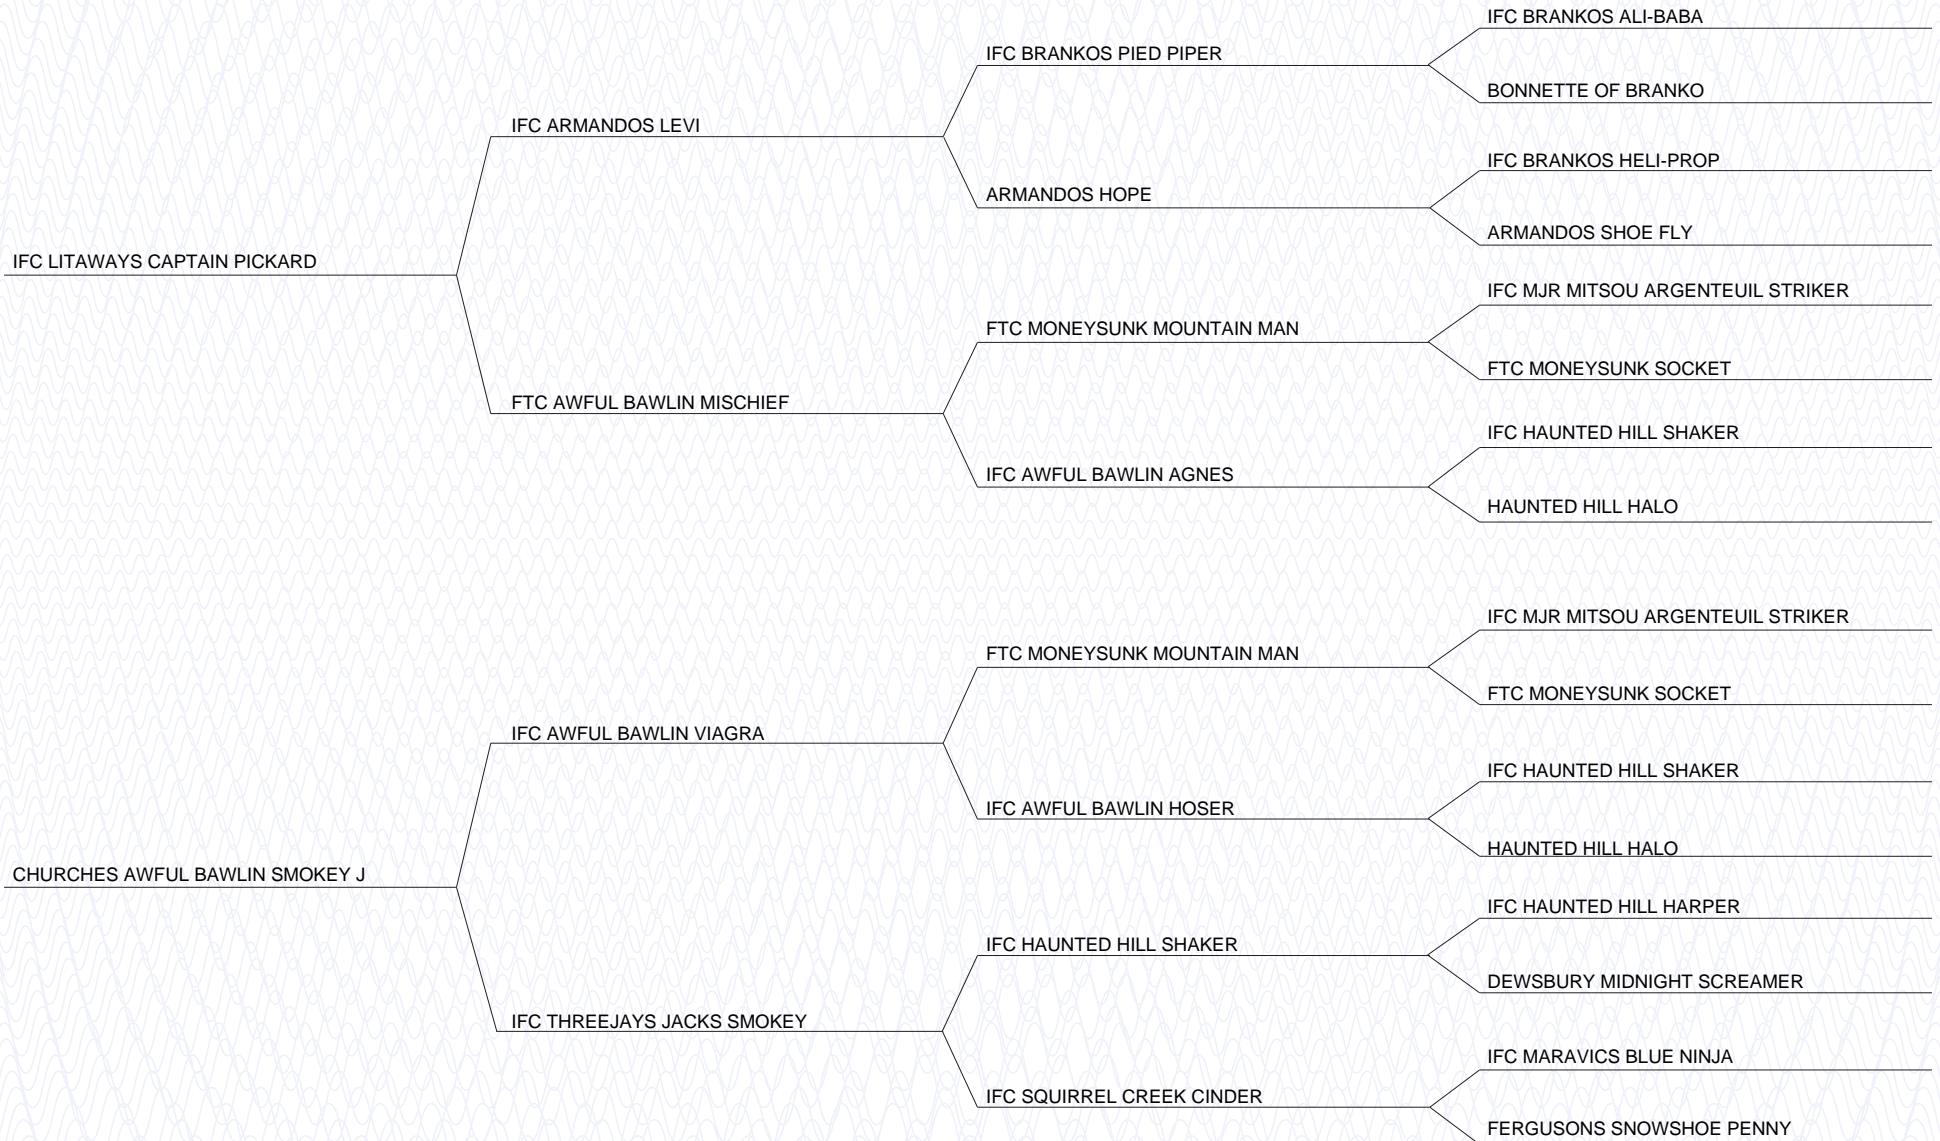 IFC BRANKOS ALI-BABA
IFC BRANKOS PIED PIPER
BONNETTE OF BRANKO
IFC ARMANDOS LEVI
IFC BRANKOS HELI-PROP
ARMANDOS HOPE
ARMANDOS SHOE FLY
IFC LITAWAYS CAPTAIN PICKARD
IFC MJR MITSOU ARGENTEUIL STRIKER
FTC MONEYSUNK MOUNTAIN MAN
FTC MONEYSUNK SOCKET
FTC AWFUL BAWLIN MISCHIEF
IFC HAUNTED HILL SHAKER
IFC AWFUL BAWLIN AGNES
HAUNTED HILL HALO
IFC MJR MITSOU ARGENTEUIL STRIKER
FTC MONEYSUNK MOUNTAIN MAN
FTC MONEYSUNK SOCKET
IFC AWFUL BAWLIN VIAGRA
IFC HAUNTED HILL SHAKER
IFC AWFUL BAWLIN HOSER
HAUNTED HILL HALO
CHURCHES AWFUL BAWLIN SMOKEY J
IFC HAUNTED HILL HARPER
IFC HAUNTED HILL SHAKER
DEWSBURY MIDNIGHT SCREAMER
IFC THREEJAYS JACKS SMOKEY
IFC MARAVICS BLUE NINJA
IFC SQUIRREL CREEK CINDER
FERGUSONS SNOWSHOE PENNY